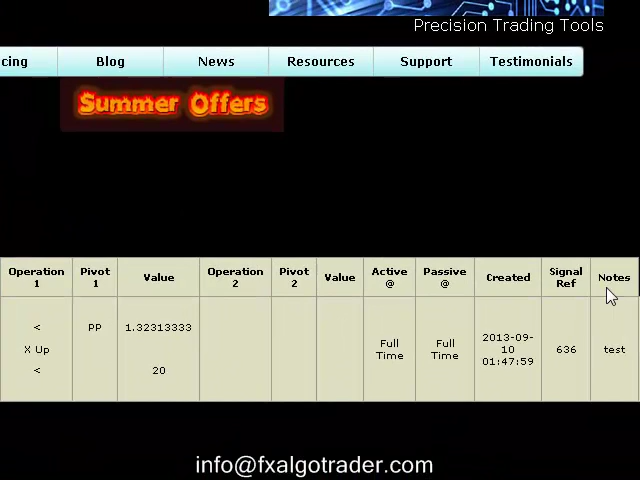 Precision Trading Tools
cing Blog News Resources Support Testimonials
Summer Offers
Operation 1 Pivot 1 Value Operation 2 Pivot 2 Value Active @ Passive @ Created Signal Ref Notes
< PP 1.32313333
X Up Full Time Full Time 2013-09-10 01:47:59 636 test
< 20
info@fxalgotrader.com